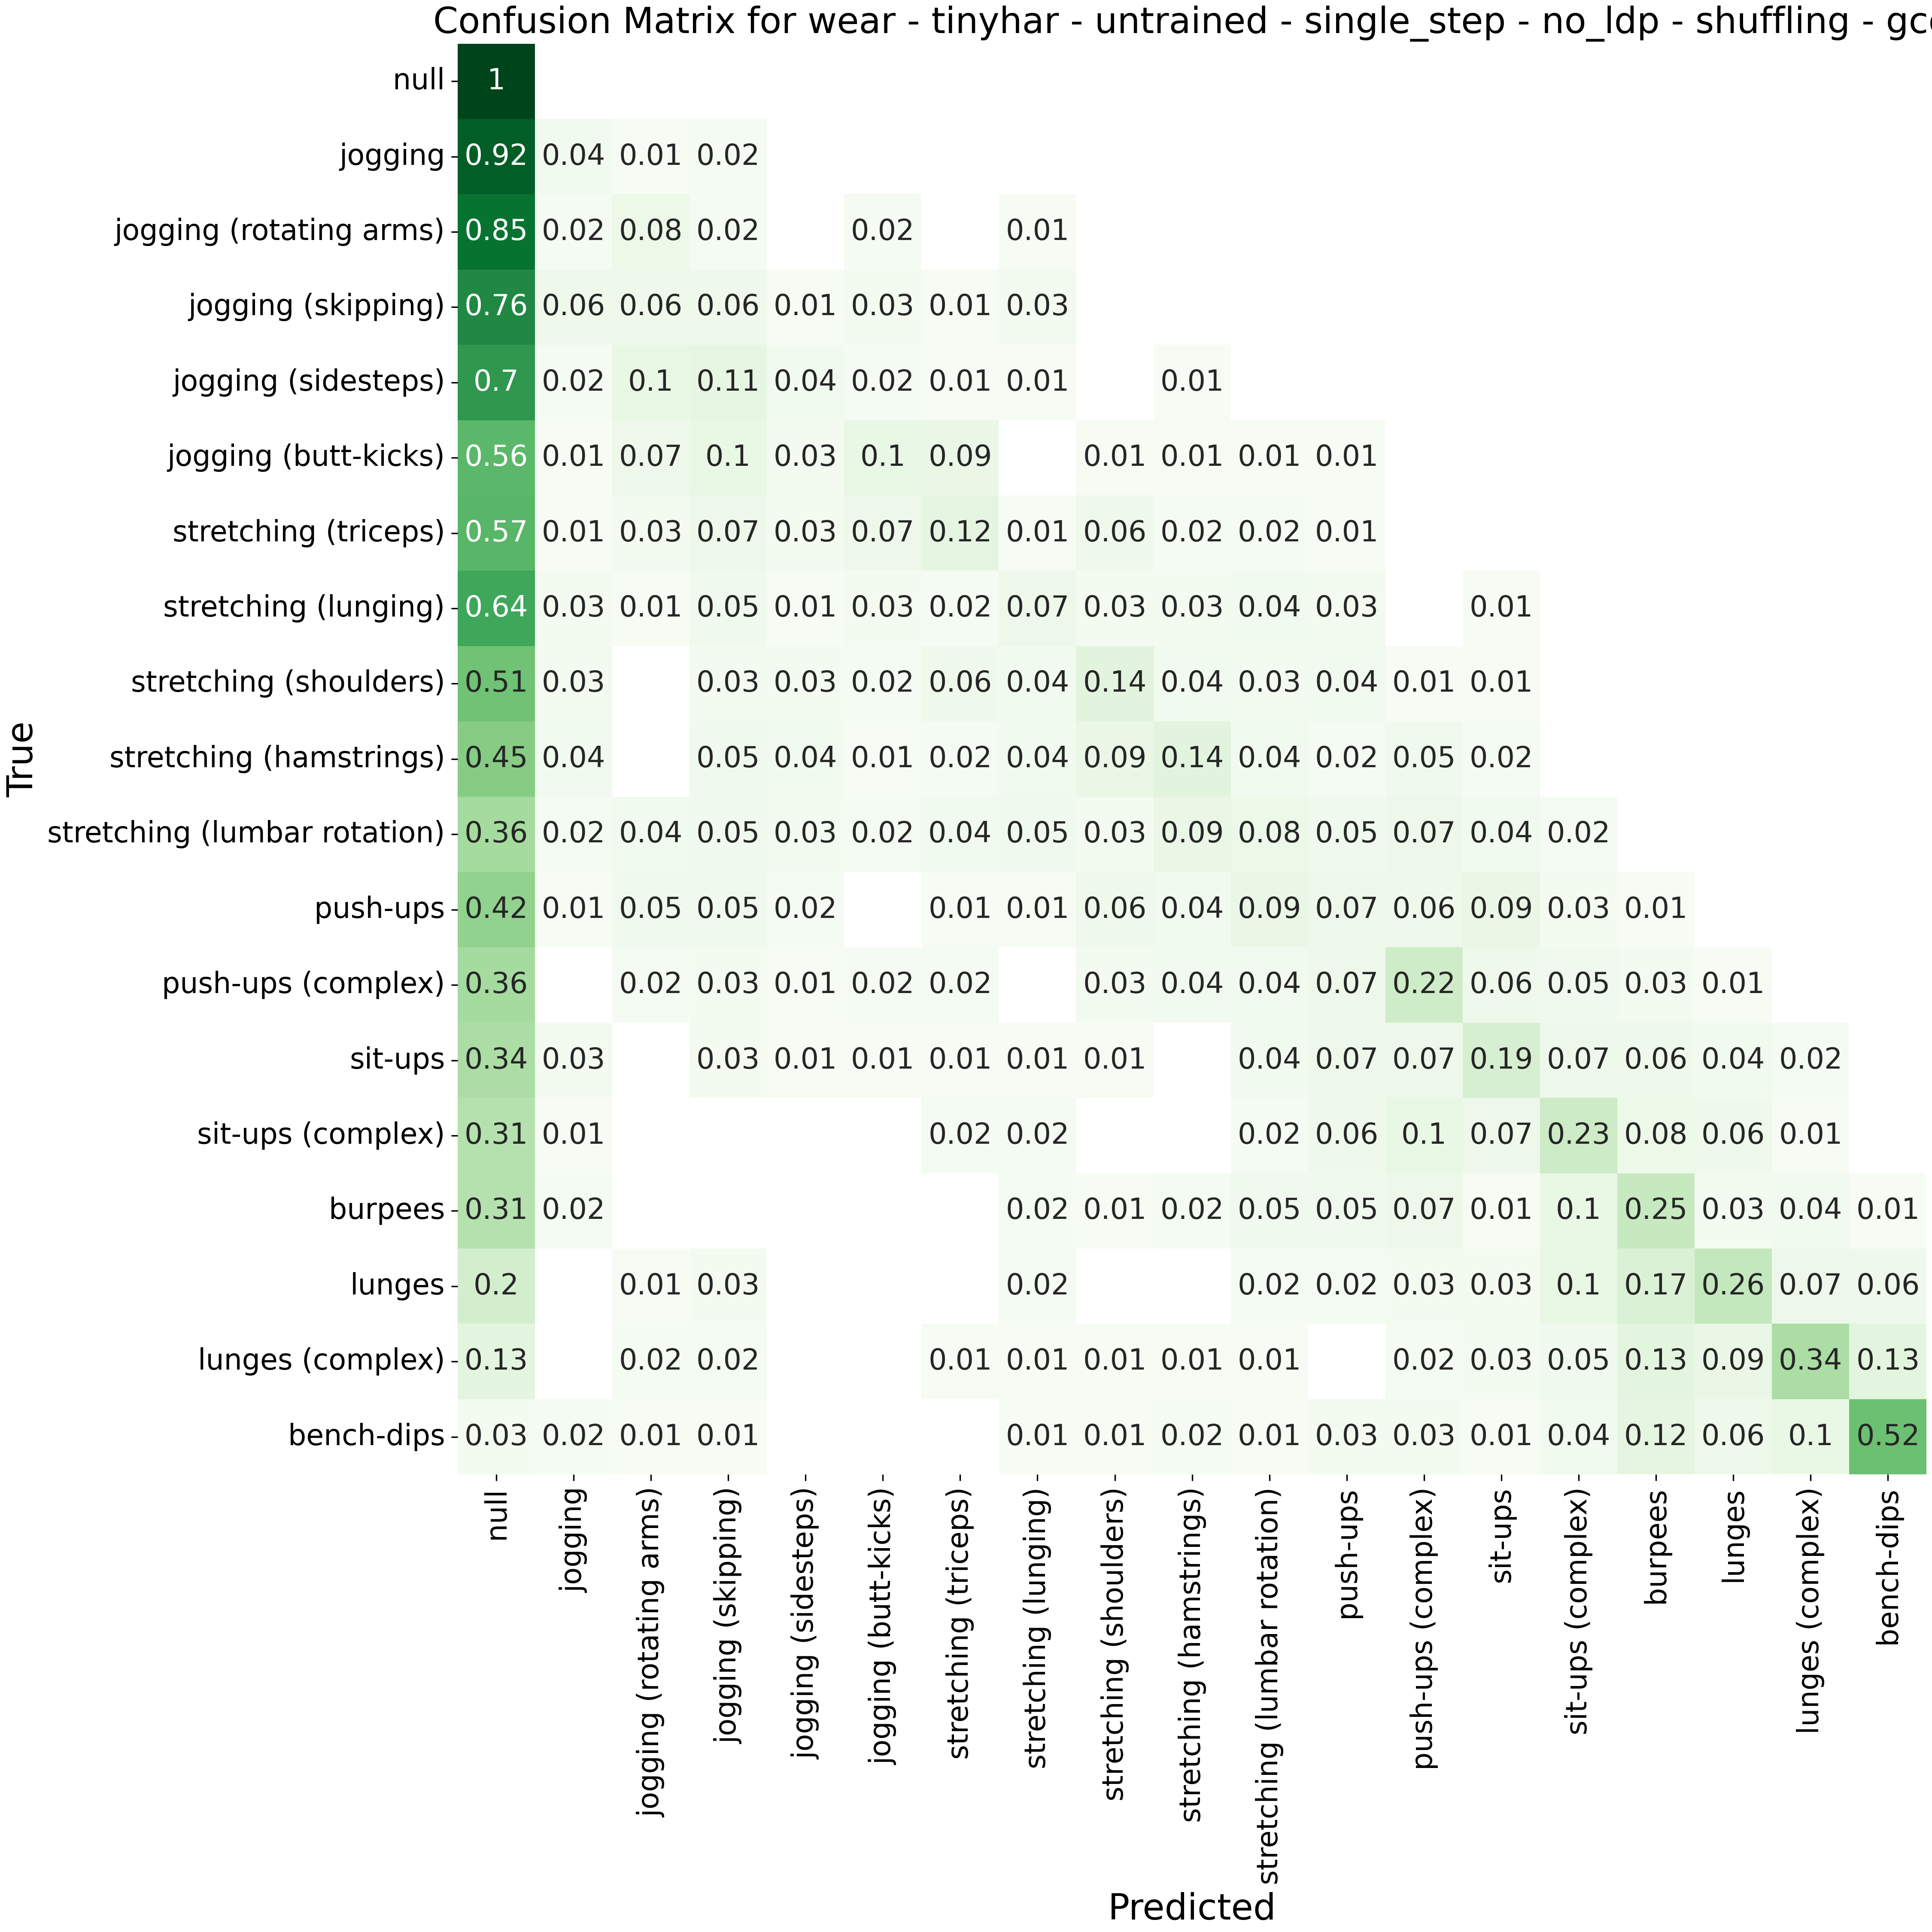 Confusion Matrix for wear - tinyhar - untrained - single_step - no_ldp - shuffling -
True
null 1
jogging 0.92 0.04 0.01 0.02
jogging (rotating arms) 0.85 0.02 0.08 0.02 0.02 0.01
jogging (skipping) 0.76 0.06 0.06 0.06 0.01 0.03 0.01 0.03
jogging (sidesteps) 0.7 0.02 0.1 0.11 0.04 0.02 0.01 0.01 0.01
jogging (butt-kicks) 0.56 0.01 0.07 0.1 0.03 0.1 0.09 0.01 0.01 0.01 0.01
stretching (triceps) 0.57 0.01 0.03 0.07 0.03 0.07 0.12 0.01 0.06 0.02 0.02 0.01
stretching (lunging) 0.64 0.03 0.01 0.05 0.01 0.03 0.02 0.07 0.03 0.03 0.04 0.03 0.01
stretching (shoulders) 0.51 0.03 0.03 0.03 0.02 0.06 0.04 0.14 0.04 0.03 0.04 0.01 0.01
stretching (hamstrings) 0.45 0.04 0.05 0.04 0.01 0.02 0.04 0.09 0.14 0.04 0.02 0.05 0.02
stretching (lumbar rotation) 0.36 0.02 0.04 0.05 0.03 0.02 0.04 0.05 0.03 0.09 0.08 0.05 0.07 0.04 0.02
push-ups 0.42 0.01 0.05 0.05 0.02 0.01 0.01 0.06 0.04 0.09 0.07 0.06 0.09 0.03 0.01
push-ups (complex) 0.36 0.02 0.03 0.01 0.02 0.02 0.03 0.04 0.04 0.07 0.22 0.06 0.05 0.03 0.01
sit-ups 0.34 0.03 0.03 0.01 0.01 0.01 0.01 0.01 0.04 0.07 0.07 0.19 0.07 0.06 0.04 0.02
sit-ups (complex) 0.31 0.01 0.02 0.02 0.02 0.06 0.1 0.07 0.23 0.08 0.06 0.01
burpees 0.31 0.02 0.02 0.01 0.02 0.05 0.05 0.07 0.01 0.1 0.25 0.03 0.04 0.01
lunges 0.2 0.01 0.03 0.02 0.02 0.02 0.03 0.03 0.1 0.17 0.26 0.07 0.06
lunges (complex) 0.13 0.02 0.02 0.01 0.01 0.01 0.01 0.01 0.02 0.03 0.05 0.13 0.09 0.34 0.13
bench-dips 0.03 0.02 0.01 0.01 0.01 0.01 0.02 0.01 0.03 0.03 0.01 0.04 0.12 0.06 0.1 0.52
null
jogging
jogging (rotating arms)
jogging (skipping)
jogging (sidesteps)
jogging (butt-kicks)
stretching (triceps)
stretching (lunging)
stretching (shoulders)
stretching (hamstrings)
stretching (lumbar rotation)
push-ups
push-ups (complex)
sit-ups
sit-ups (complex)
burpees
lunges
lunges (complex)
bench-dips
Predicted